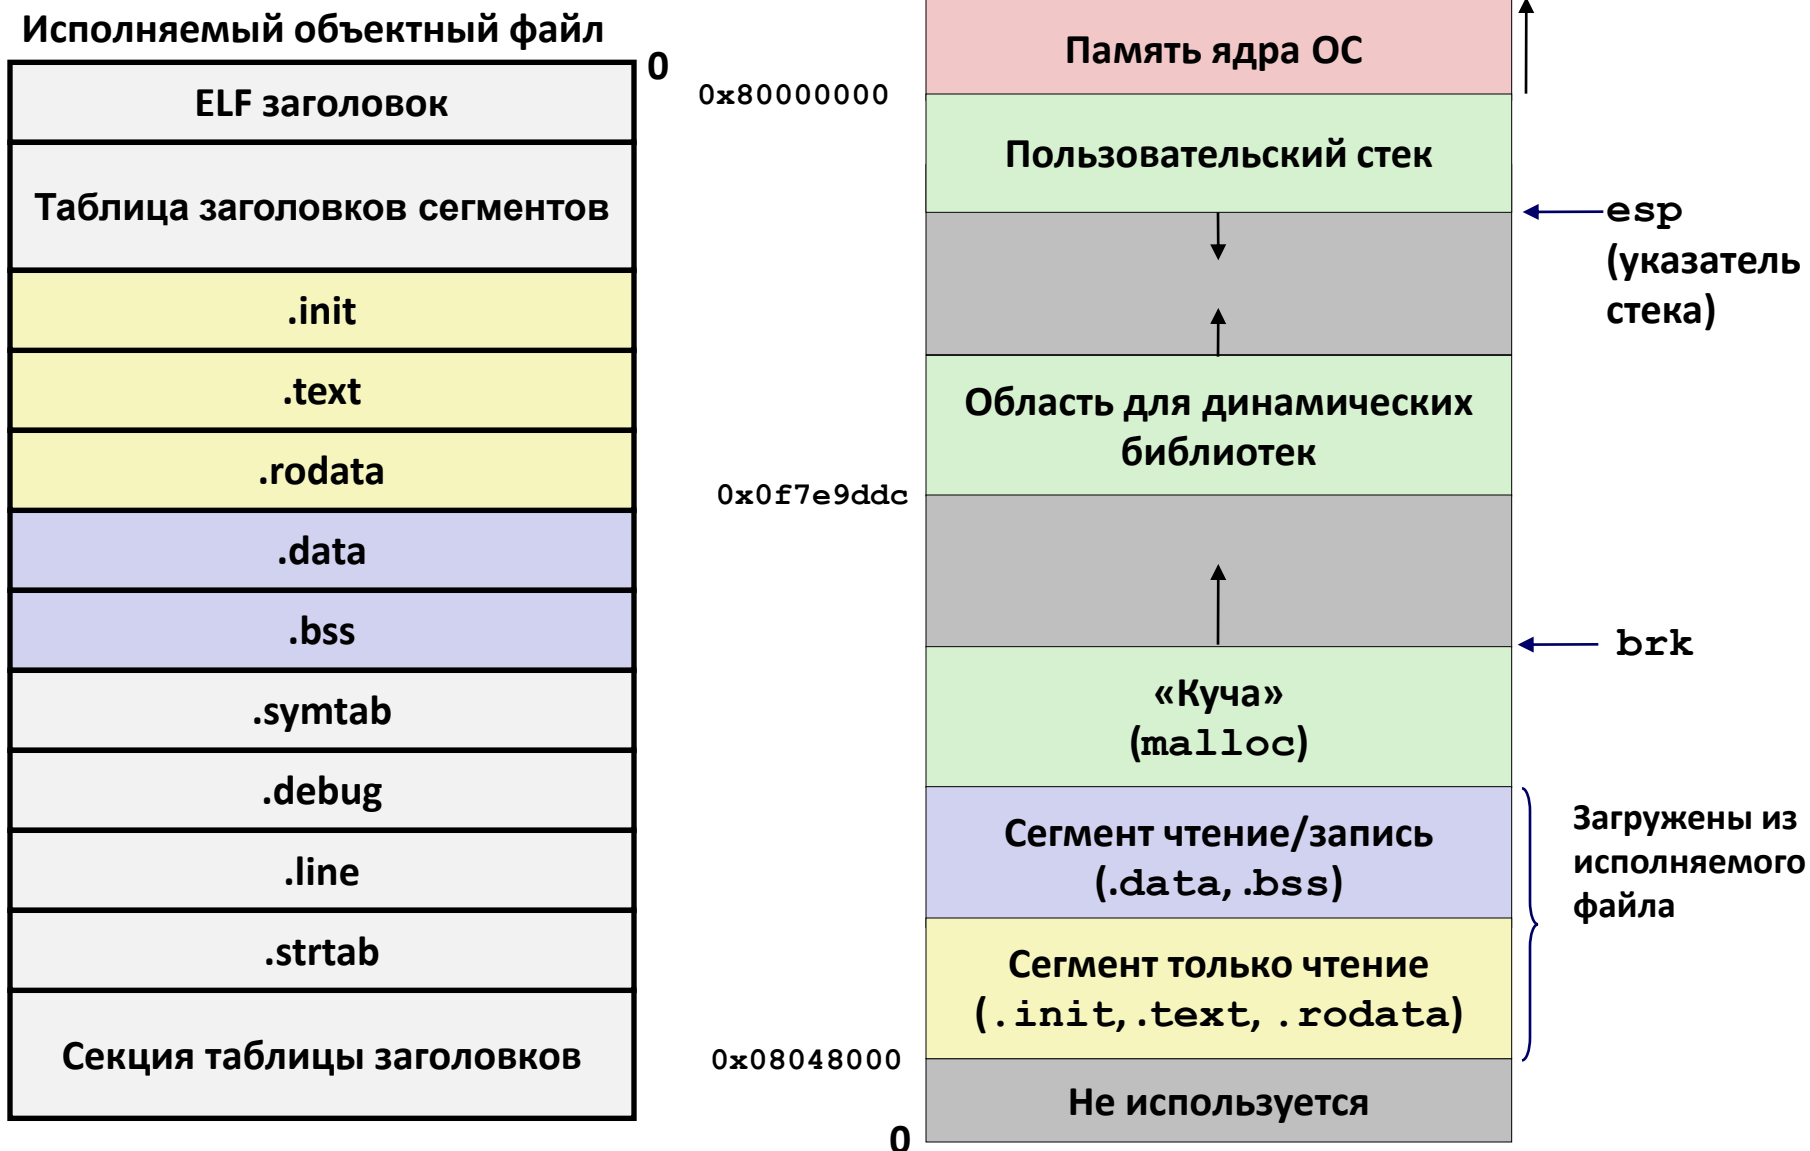 Исполняемый объектный файл
0
ELF заголовок
Таблица заголовков сегментов
.init
.text
.rodata
.data
.bss
.symtab
.debug
.line
.strtab
Секция таблицы заголовков
Память ядра ОС
0x80000000
Пользовательский стек
esp
(указатель
стека)
Область для динамических
библиотек
0x0f7e9ddc
brk
«Куча»
(malloc)
Сегмент чтение/запись
(.data, .bss)
Загружены из
исполняемого
файла
Сегмент только чтение
(.init, .text, .rodata)
0x08048000
Не используется
0